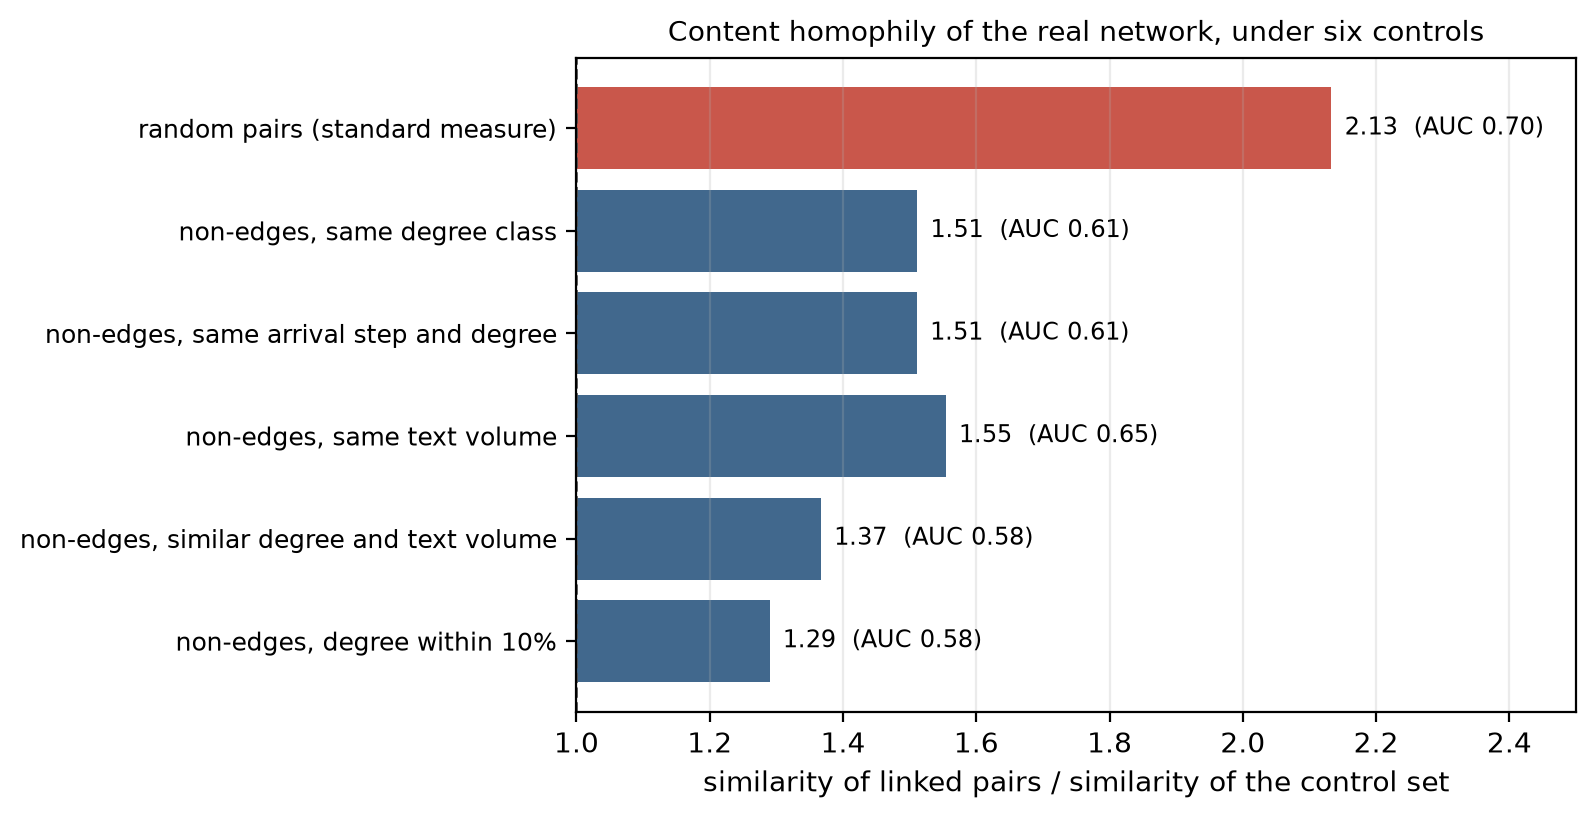 Content homophily of the real network, under six controls
random pairs (standard measure)
2.13 (AUC 0.70)
non-edges, same degree class
1.51 (AUC 0.61)
non-edges, same arrival step and degree
1.51 (AUC 0.61)
non-edges, same text volume
1.55 (AUC 0.65)
non-edges, similar degree and text volume
1.37 (AUC 0.58)
non-edges, degree within 10%
1.29 (AUC 0.58)
1.0 1.2 1.4 1.6 1.8 2.0 2.2 2.4
similarity of linked pairs / similarity of the control set